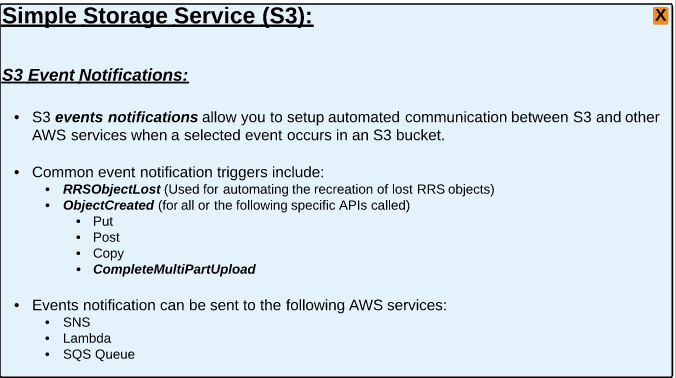 Simple Storage Service (S3):
X
S3 Event Notifications:
• S3 events notifications allow you to setup automated communication between S3 and other
AWS services when a selected event occurs in an S3 bucket.
• Common event notification triggers include:
• RRSObjectLost (Used for automating the recreation of lost RRS objects)
• ObjectCreated (for all or the following specific APIs called)
• Put
• Post
• Copy
• CompleteMultiPartUpload
• Events notification can be sent to the following AWS services:
• SNS
• Lambda
• SQS Queue